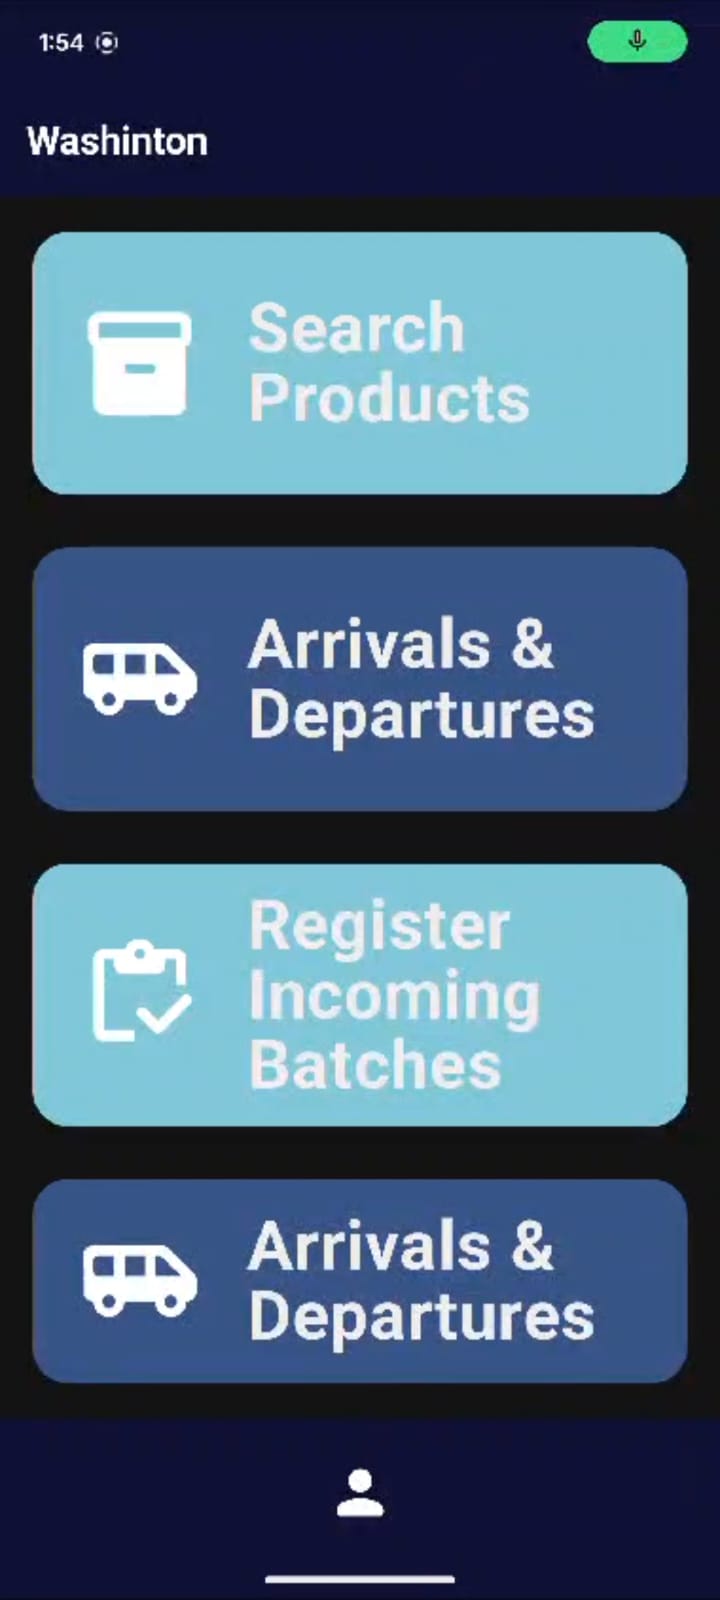 1:54
Washinton
Search
Products
Arrivals &
Departures
Register
Incoming
Batches
Arrivals &
Departures